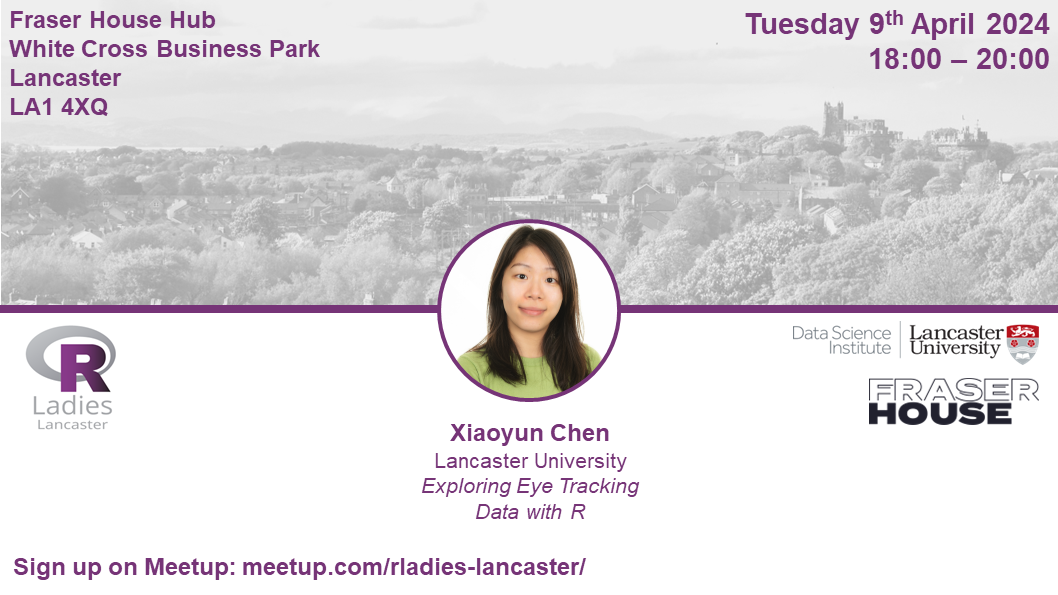 Fraser House Hub
White Cross Business Park
Lancaster
LA1 4XQ
Tuesday 9th April 2024
18:00 – 20:00
R
Ladies
Lancaster
Data Science
Institute
Lancaster
University
FRASER
HOUSE
Xiaoyun Chen
Lancaster University
Exploring Eye Tracking
Data with R
Sign up on Meetup: meetup.com/rladies-lancaster/